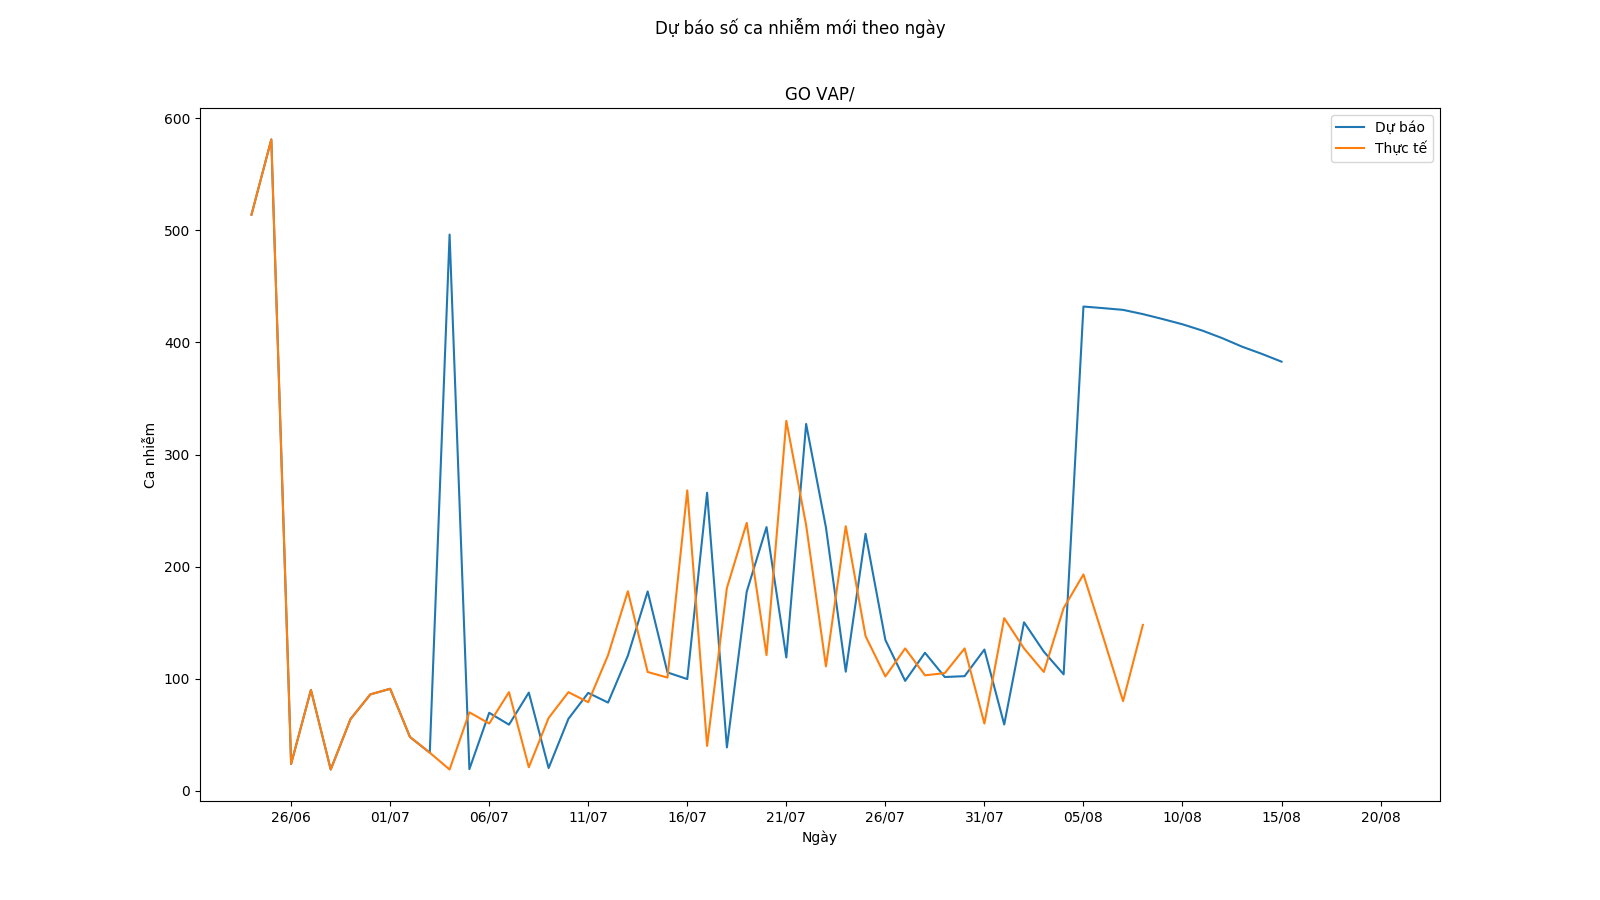 Dự báo số ca nhiễm mới theo ngày
GO VAP/
Dự báo
Thực tế
600
500
400
300
200
100
0
Ca nhiễm
26/06 01/07 06/07 11/07 16/07 21/07 26/07 31/07 05/08 10/08 15/08 20/08
Ngày